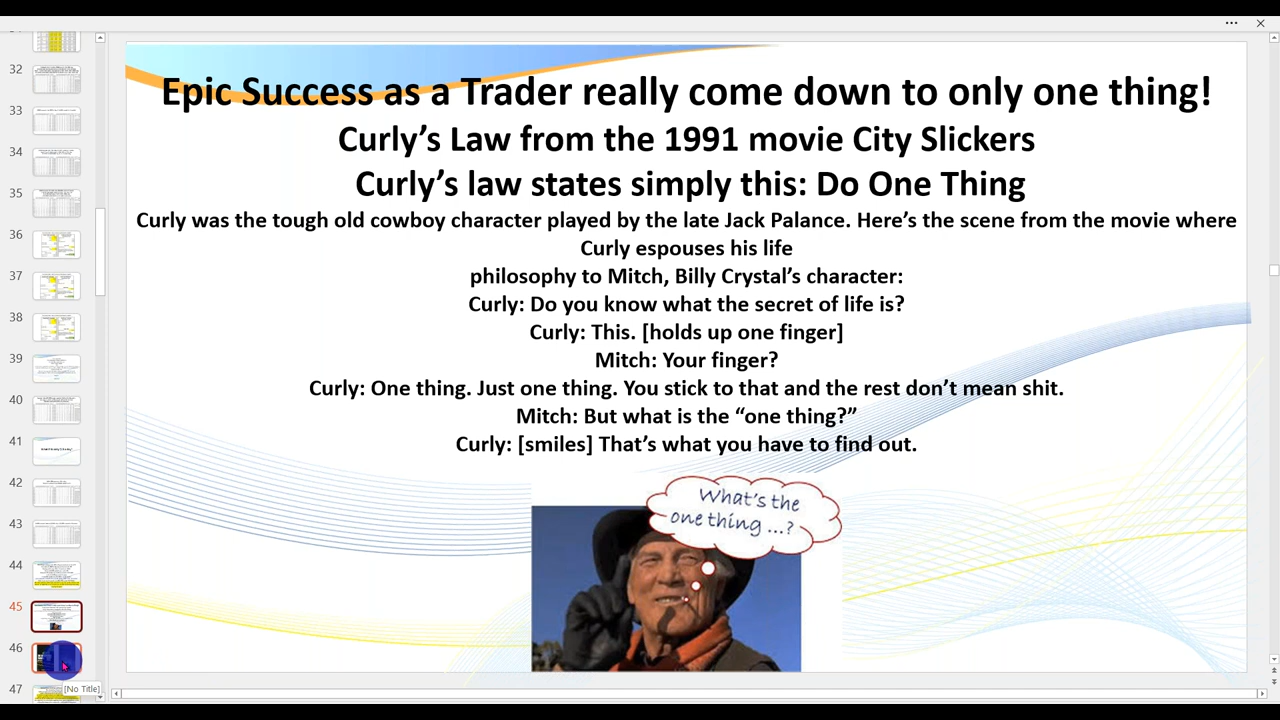 Epic Success as a Trader really come down to only one thing!
Curly's Law from the 1991 movie City Slickers
Curly's law states simply this: Do One Thing
Curly was the tough old cowboy character played by the late Jack Palance. Here's the scene from the movie where
Curly espouses his life
philosophy to Mitch, Billy Crystal's character:
Curly: Do you know what the secret of life is?
Curly: This. [holds up one finger]
Mitch: Your finger?
Curly: One thing. Just one thing. You stick to that and the rest don't mean shit.
Mitch: But what is the “one thing?”
Curly: [smiles] That's what you have to find out.
What's the
one thing ...?
32
33
34
35
36
37
38
39
40
41
42
43
44
45
46
[No Title]